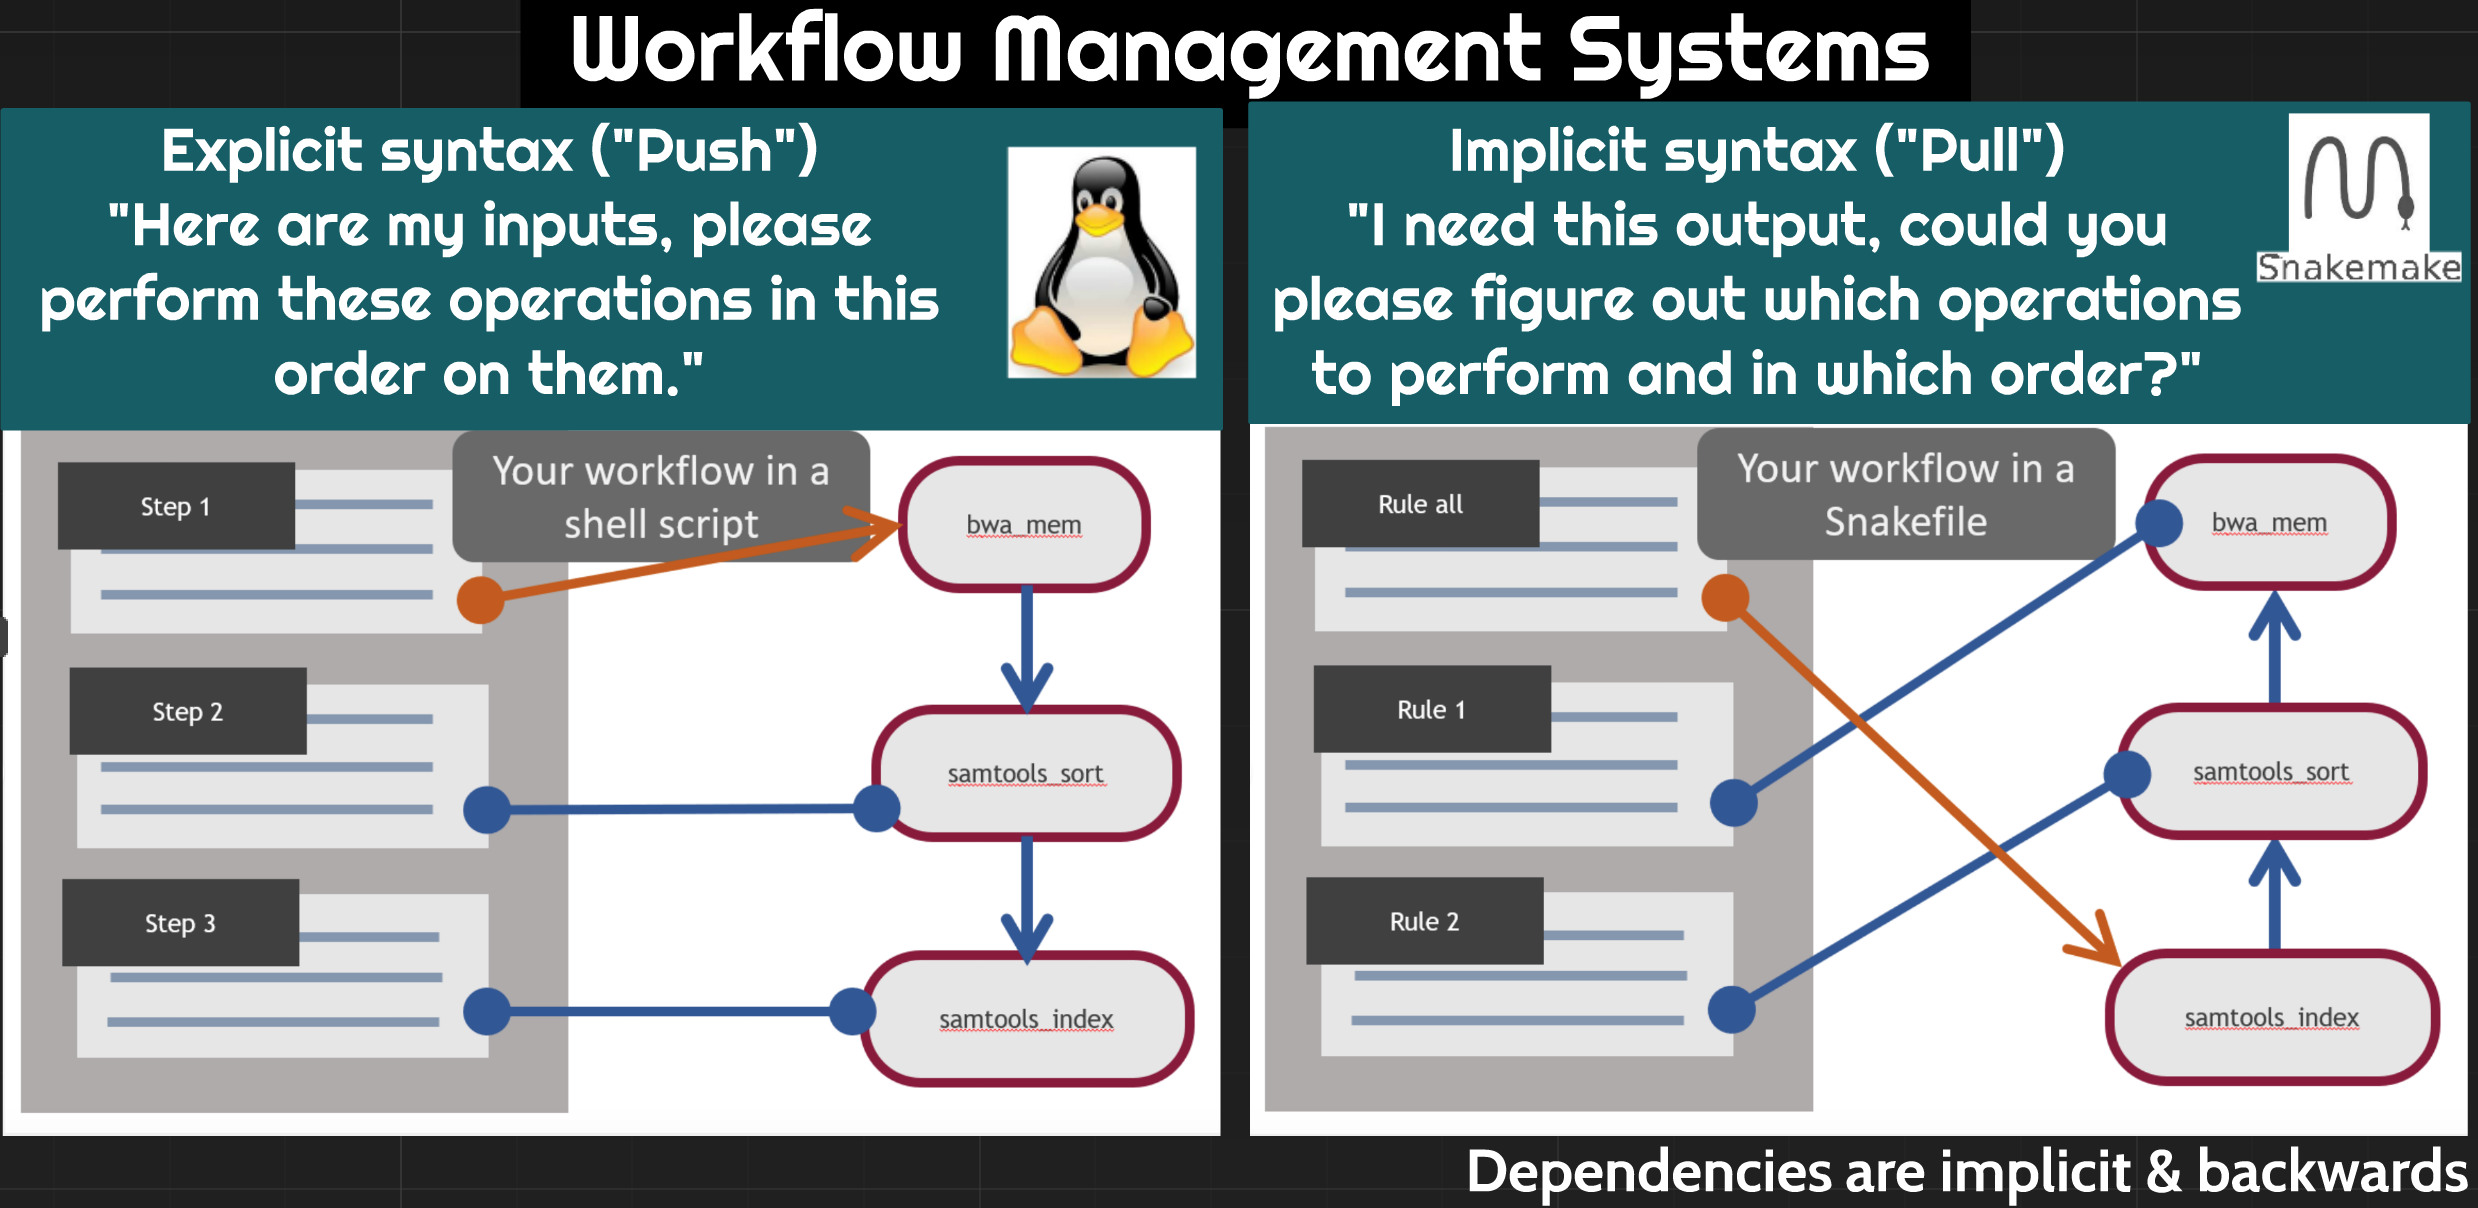 Workflow Management Systems
Explicit syntax ("Push")
"Here are my inputs, please
perform these operations in this
order on them."
Your workflow in a
shell script
Step 1
bwa_mem
Step 2
samtools_sort
Step 3
samtools_index
Implicit syntax ("Pull")
"I need this output, could you
please figure out which operations
to perform and in which order?"
Snakemake
Your workflow in a
Snakefile
Rule all
bwa_mem
Rule 1
samtools_sort
Rule 2
samtools_index
Dependencies are implicit & backwards